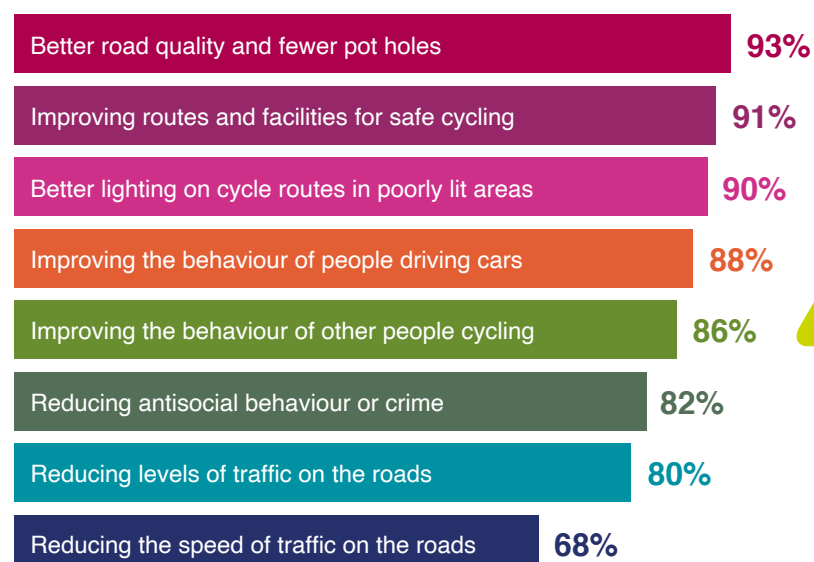 Better road quality and fewer pot holes 93%
Improving routes and facilities for safe cycling 91%
Better lighting on cycle routes in poorly lit areas 90%
Improving the behaviour of people driving cars 88%
Improving the behaviour of other people cycling 86%
Reducing antisocial behaviour or crime 82%
Reducing levels of traffic on the roads 80%
Reducing the speed of traffic on the roads 68%